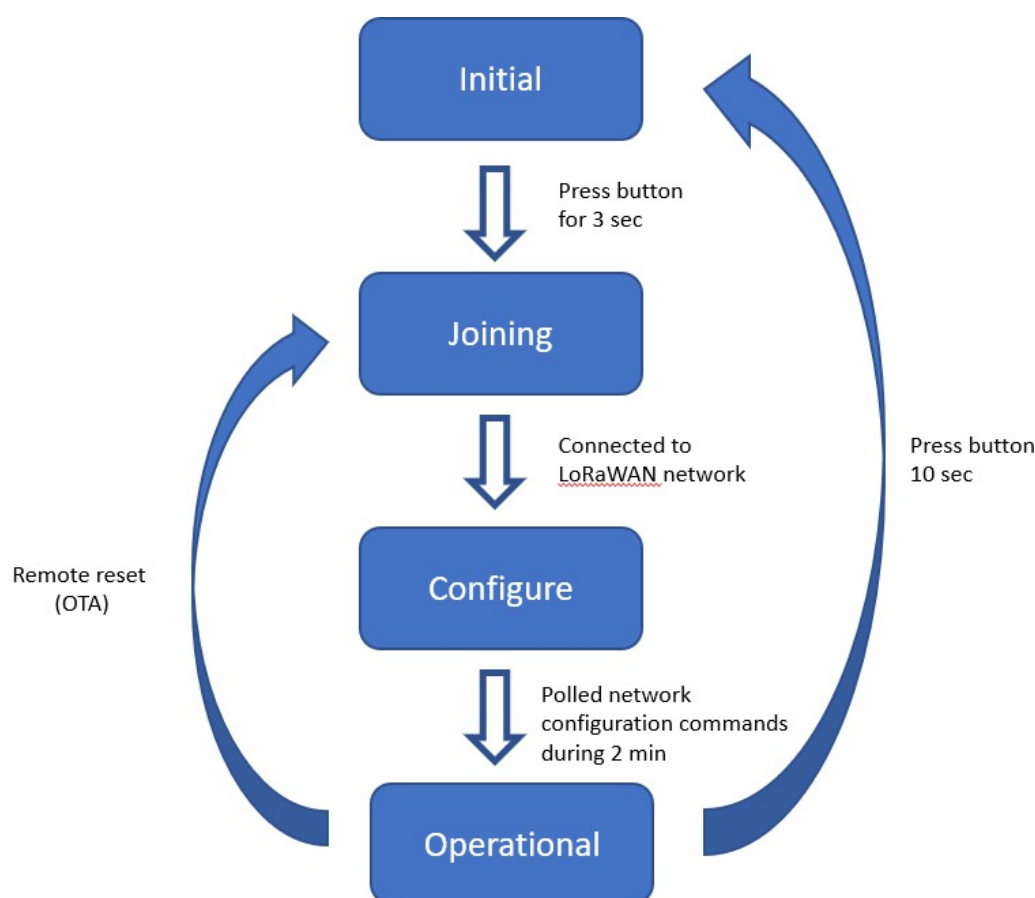 Initial
Press button
for 3 sec
Joining
Connected to
LoRaWAN network
Press button
10 sec
Remote reset
(OTA)
Configure
Polled network
configuration commands
during 2 min
Operational